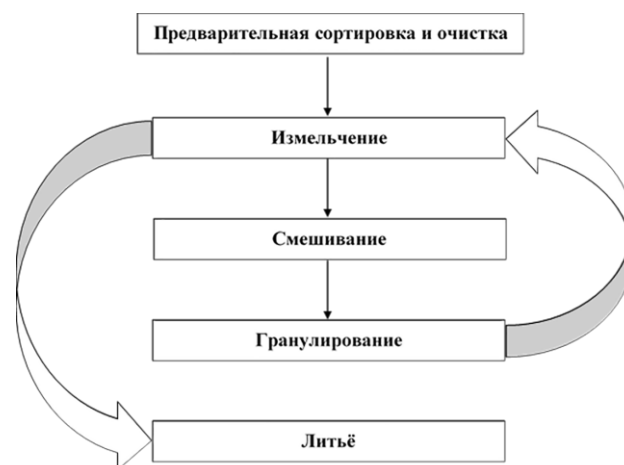 Предварительная сортировка и очистка
Измельчение
Смешивание
Гранулирование
Литьё